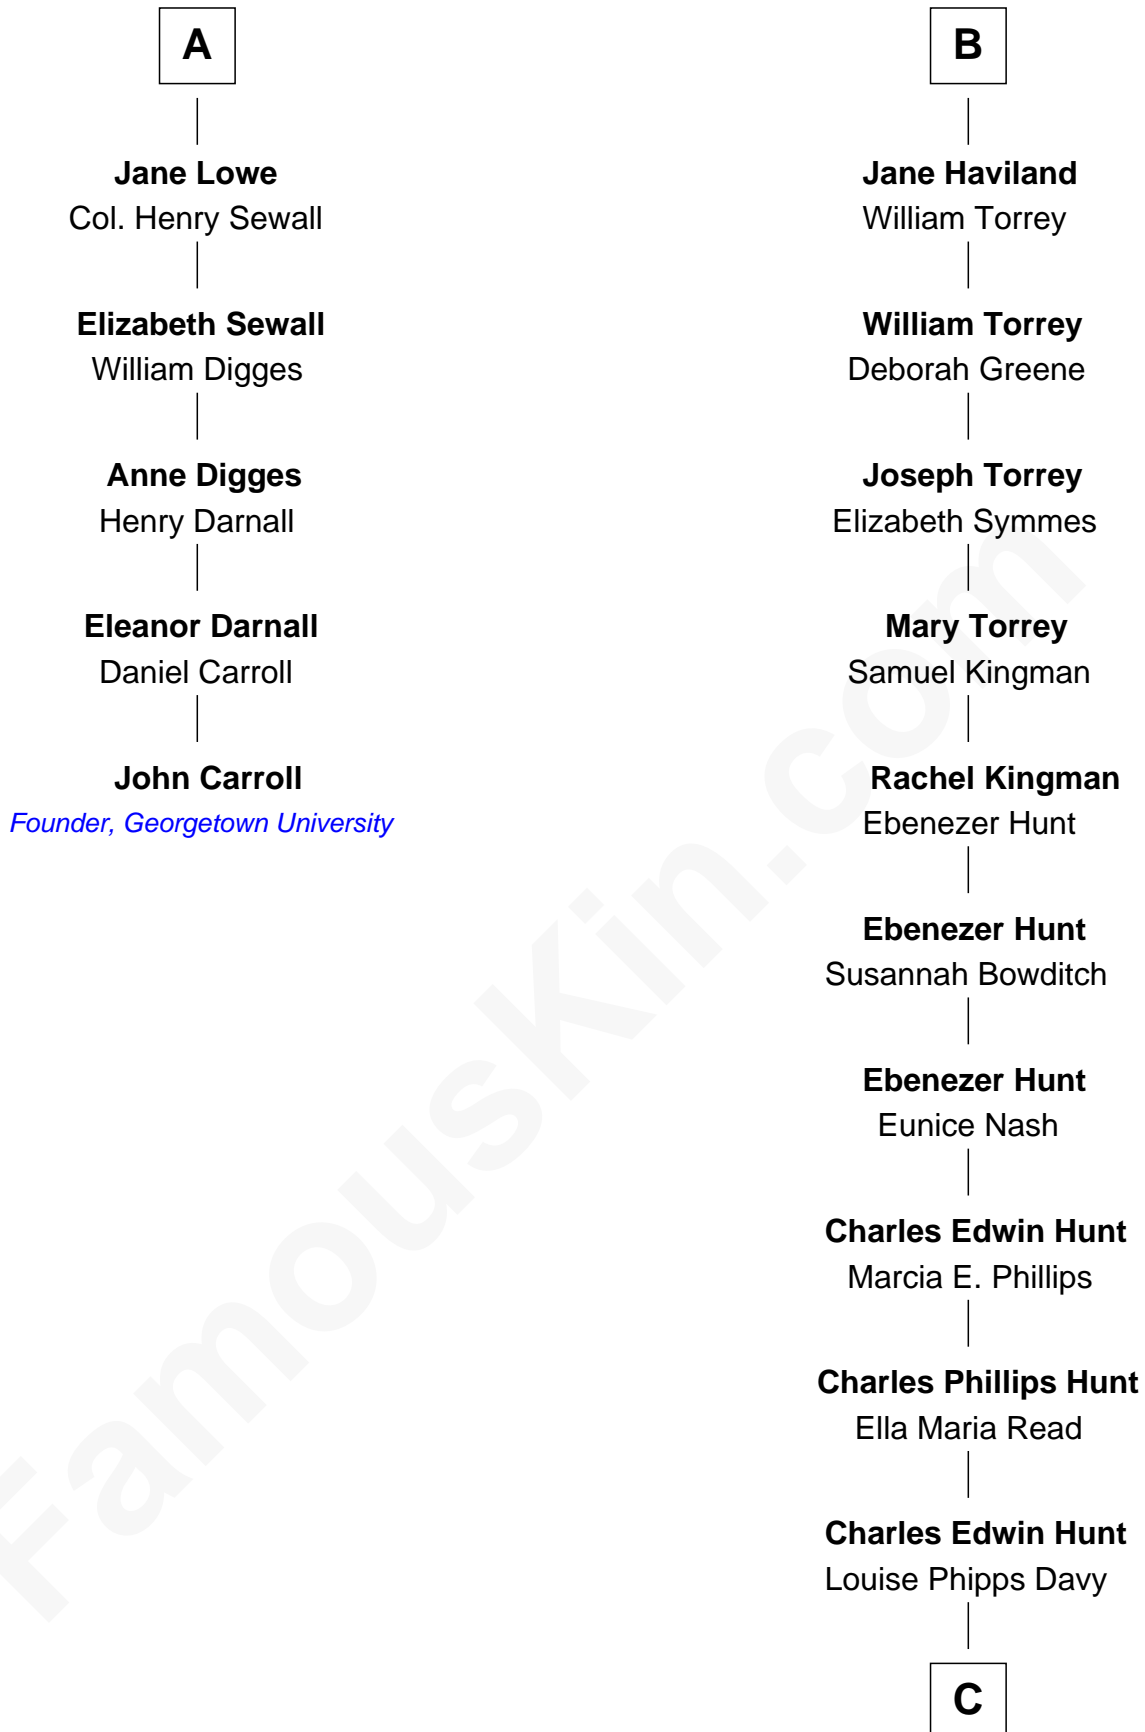 A
Jane Lowe
Col. Henry Sewall
Elizabeth Sewall
William Digges
Anne Digges
Henry Darnall
Eleanor Darnall
Daniel Carroll
John Carroll
Founder, Georgetown University
B
Jane Haviland
William Torrey
William Torrey
Deborah Greene
Joseph Torrey
Elizabeth Symmes
Mary Torrey
Samuel Kingman
Rachel Kingman
Ebenezer Hunt
Ebenezer Hunt
Susannah Bowditch
Ebenezer Hunt
Eunice Nash
Charles Edwin Hunt
Marcia E. Phillips
Charles Phillips Hunt
Ella Maria Read
Charles Edwin Hunt
Louise Phipps Davy
C
FamousKin.com